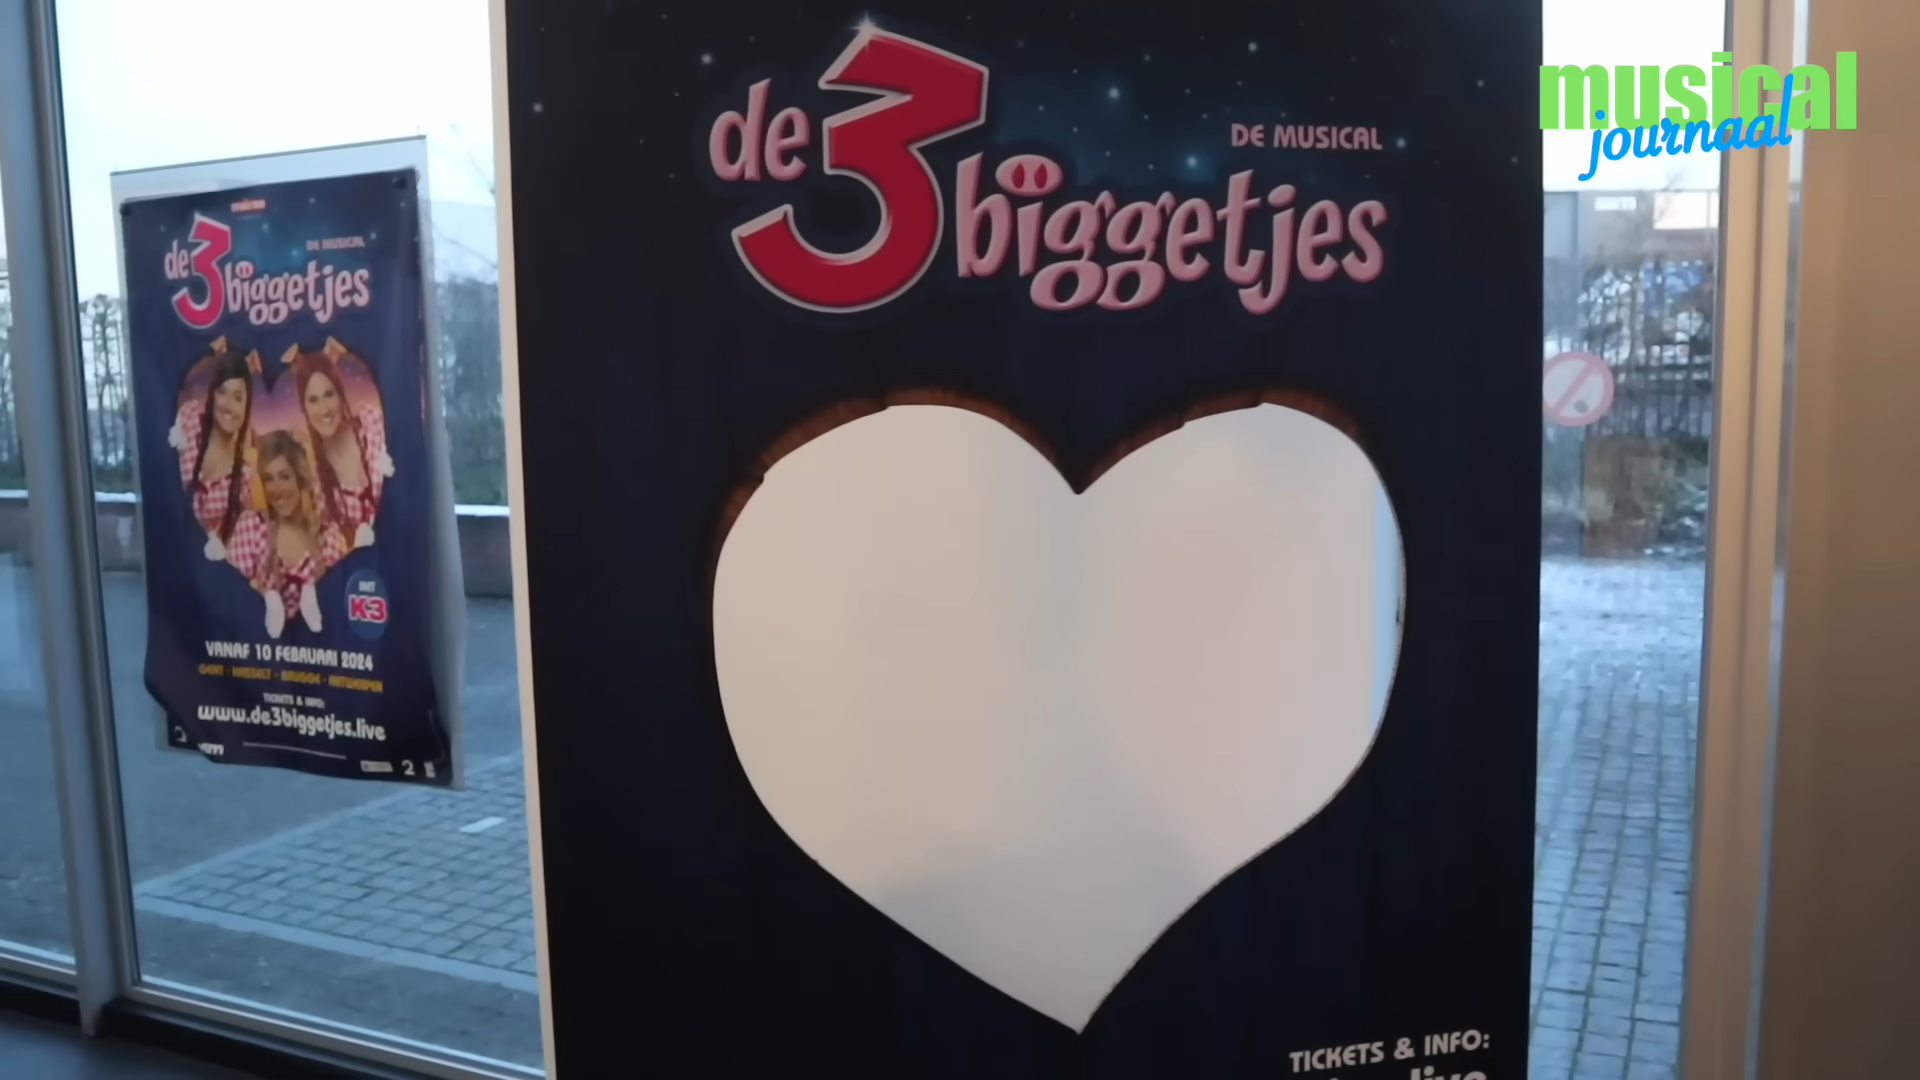 musical
journaal
de 3 biggetjes
DE MUSICAL
TICKETS & INFO:
de 3 biggetjes
DE MUSICAL
MET
K3
VANAF 10 FEBRUARI 2024
GENT - HASSELT - BRUGGE - ANTWERPEN
TICKETS & INFO:
www.de3biggetjes.live
2